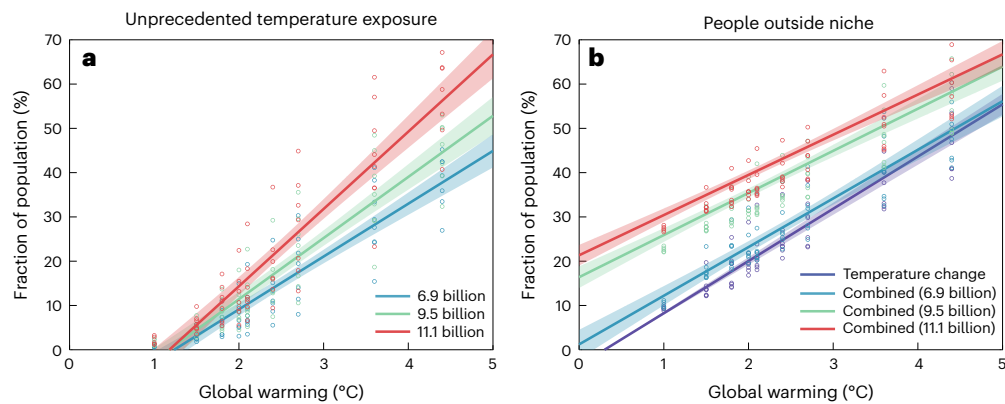 Unprecedented temperature exposure
a
70
60
50
40
30
20
10
0
Fraction of population (%)
0 1 2 3 4 5
Global warming (°C)
6.9 billion
9.5 billion
11.1 billion
People outside niche
b
70
60
50
40
30
20
10
0
Fraction of population (%)
0 1 2 3 4 5
Global warming (°C)
Temperature change
Combined (6.9 billion)
Combined (9.5 billion)
Combined (11.1 billion)